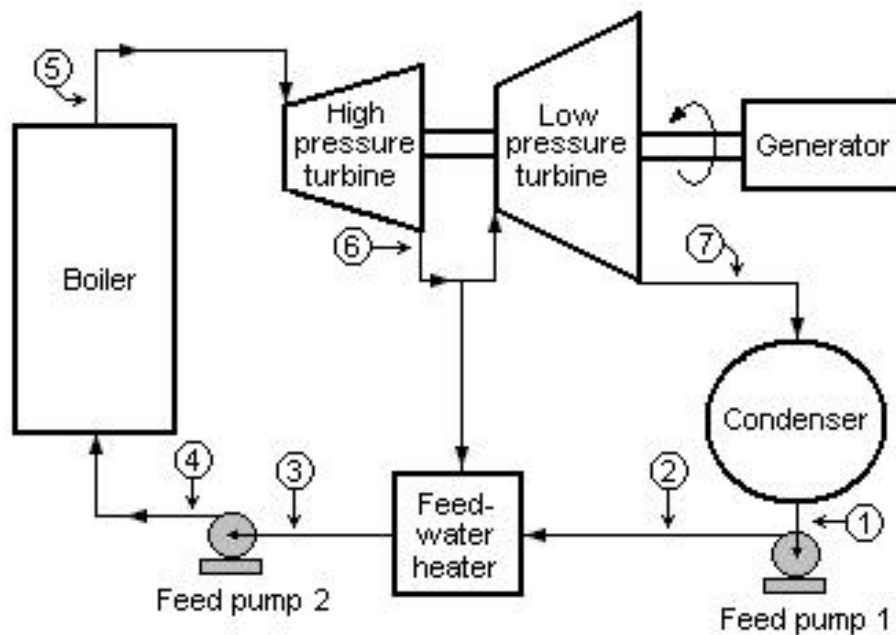 5
High
pressure
turbine
Low
pressure
turbine
Generator
6
7
Boiler
Condenser
4
3
2
1
Feed-
water
heater
Feed pump 2
Feed pump 1